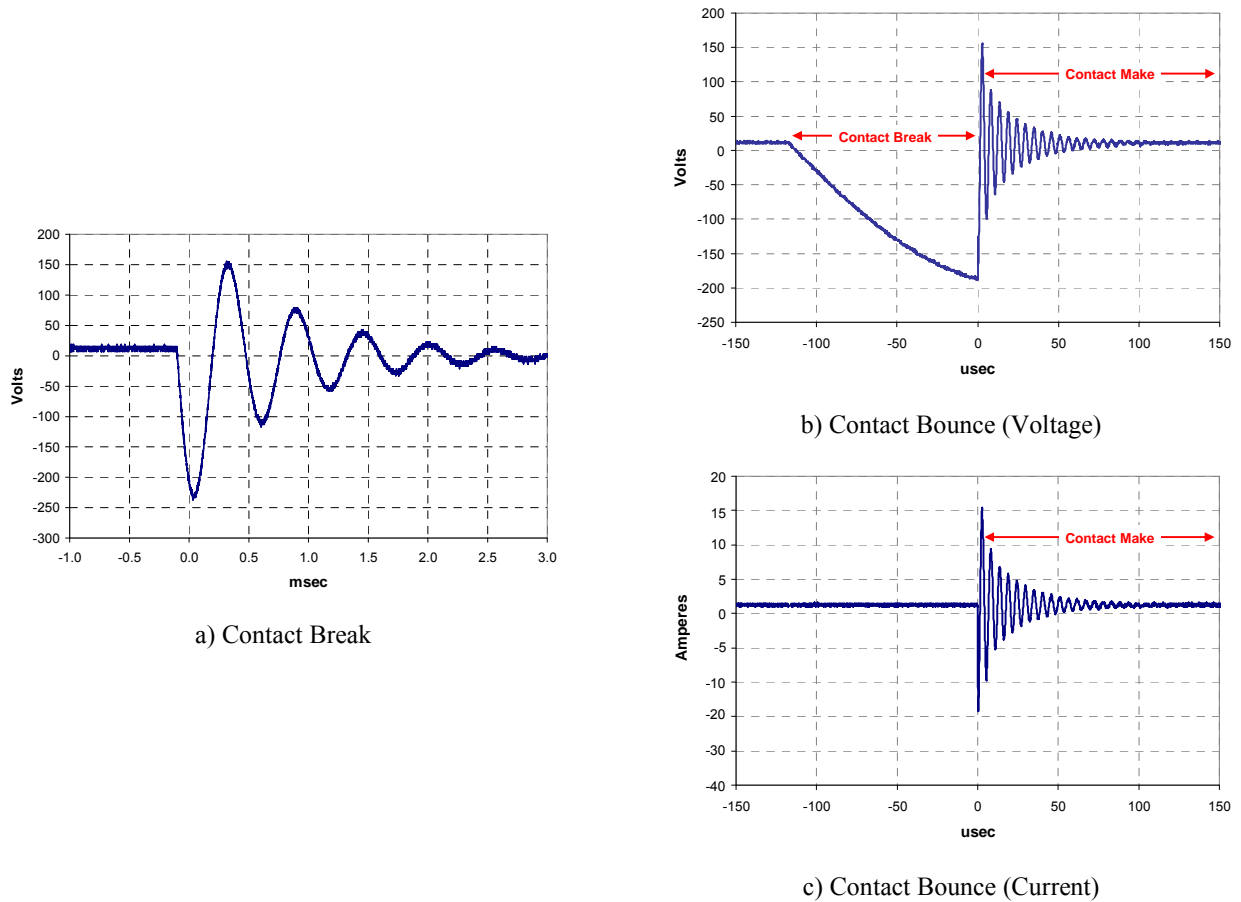 200
150
100
50
0
-50
-100
-150
-200
-250
-300
Volts
-1.0 -0.5 0.0 0.5 1.0 1.5 2.0 2.5 3.0
msec
a) Contact Break
200
150
100
50
0
-50
-100
-150
-200
-250
Volts
Contact Make
Contact Break
-150 -100 -50 0 50 100 150
usec
b) Contact Bounce (Voltage)
20
15
10
5
0
-5
-10
-20
-30
-40
Amperes
Contact Make
-150 -100 -50 0 50 100 150
usec
c) Contact Bounce (Current)